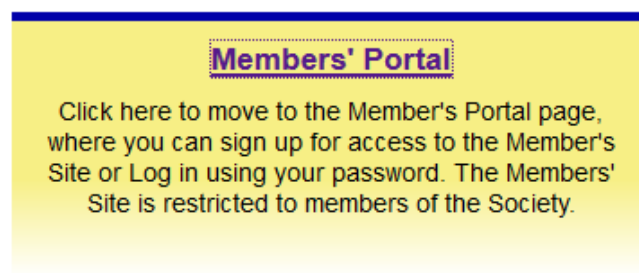 Members' Portal
Click here to move to the Member's Portal page,
where you can sign up for access to the Member's
Site or Log in using your password. The Members'
Site is restricted to members of the Society.